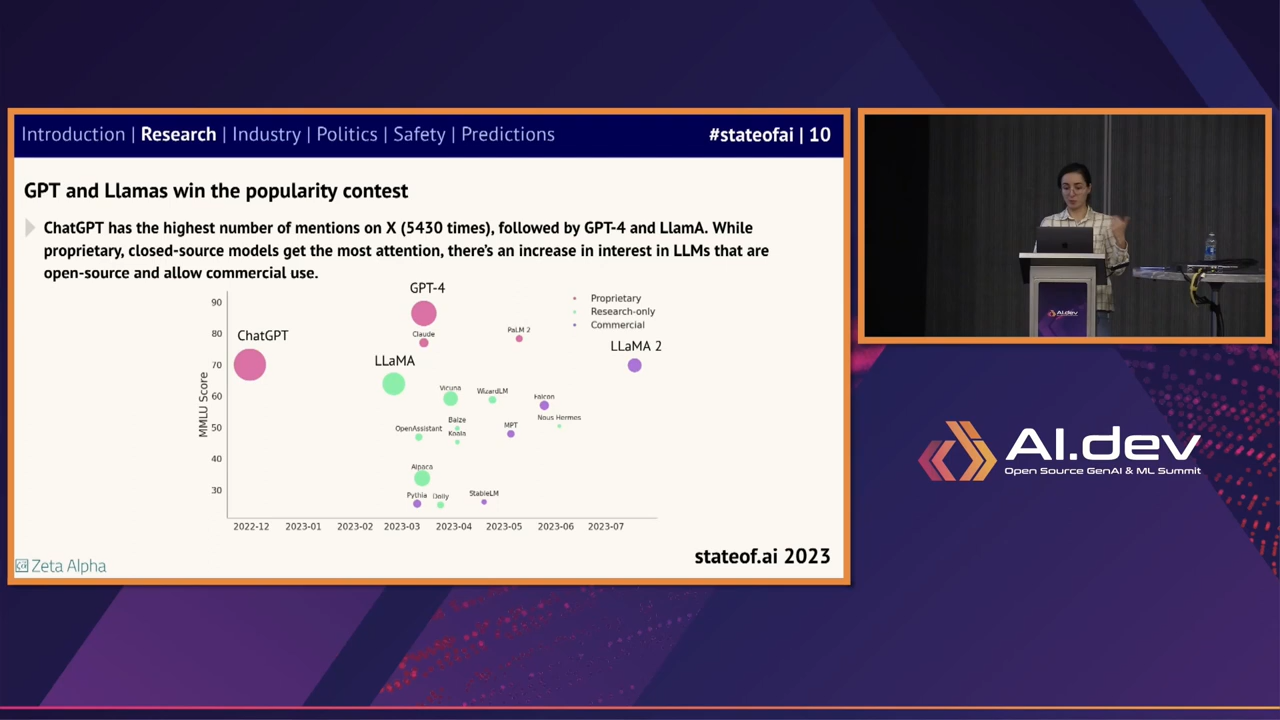 Introduction | Research | Industry | Politics | Safety | Predictions
#stateofai | 10
GPT and Llamas win the popularity contest
ChatGPT has the highest number of mentions on X (5430 times), followed by GPT-4 and LlamA. While
proprietary, closed-source models get the most attention, there's an increase in interest in LLMs that are
open-source and allow commercial use.
MMLU Score
90
80
70
60
50
40
30
2022-12
2023-01
2023-02
2023-03
2023-04
2023-05
2023-06
2023-07
ChatGPT
GPT-4
Claude
PaLM 2
LLaMA
LLaMA 2
Vicuna
WizardLM
Falcon
Baize
OpenAssistant
Koala
MPT
Nous Hermes
Alpaca
Pythia
Dolly
StableLM
Proprietary
Research-only
Commercial
Zeta Alpha
stateof.ai 2023
AI.dev
AI.dev
Open Source GenAI & ML Summit